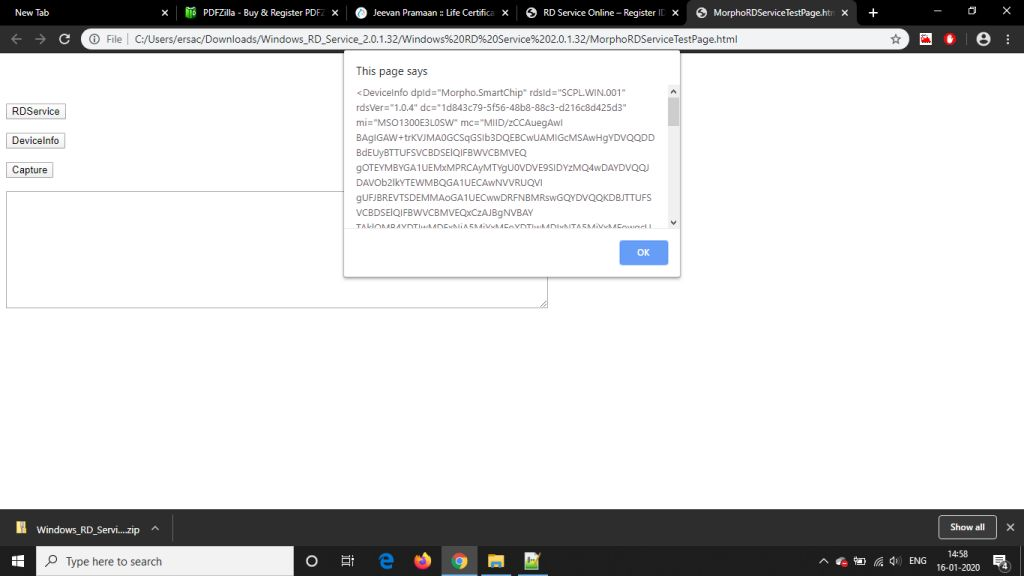 New Tab
PDFZilla - Buy & Register PDFZ
Jeevan Pramaan :: Life Certifica
RD Service Online – Register ID
MorphoRDServiceTestPage.htm
File
C:/Users/ersac/Downloads/Windows_RD_Service_2.0.1.32/Windows%20RD%20Service%202.0.1.32/MorphoRDServiceTestPage.html
RDService
DeviceInfo
Capture
This page says
<DeviceInfo dpId="Morpho.SmartChip" rdsId="SCPL.WIN.001"
rdsVer="1.0.4" dc="1d843c79-5f56-48b8-88c3-d216c8d425d3"
mi="MSO1300E3L0SW" mc="MIID/zCCAuegAwI
BAgIGAW+trKVJMA0GCSqGSIb3DQEBCwUAMIGcMSAwHgYDVQQDD
BdEUyBTTUFSVCBDSElQIFBWVCBMVEQ
gOTEYMBYGA1UEMxMPRCAyMTYgU0VDVE9SIDYzMQ4wDAYDVQQJ
DAVOb2lkYTEWMBQGA1UECAwNVVRUQVI
gUFJBREVTSDEMMAoGA1UECwwDRFNBMRswGQYDVQQKDBJTTUFS
VCBDSElQIFBWVCBMVEQxCzAJBgNVBAY
OK
Windows_RD_Servi....zip
Show all
Type here to search
ENG
14:58
16-01-2020
4